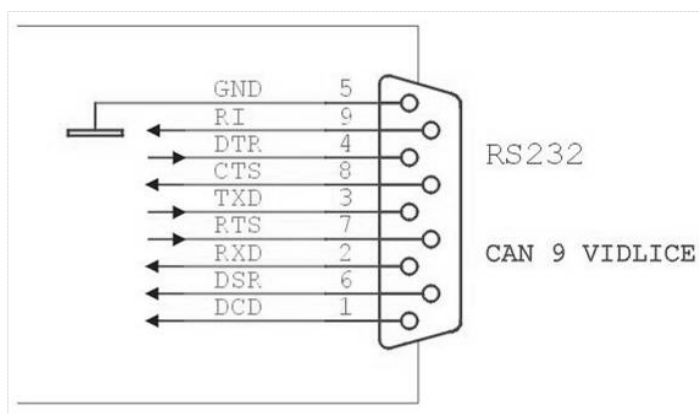 GND 5
RI 9
DTR 4
CTS 8
TXD 3
RTS 7
RXD 2
DSR 6
DCD 1
RS232
CAN 9 VIDLICE